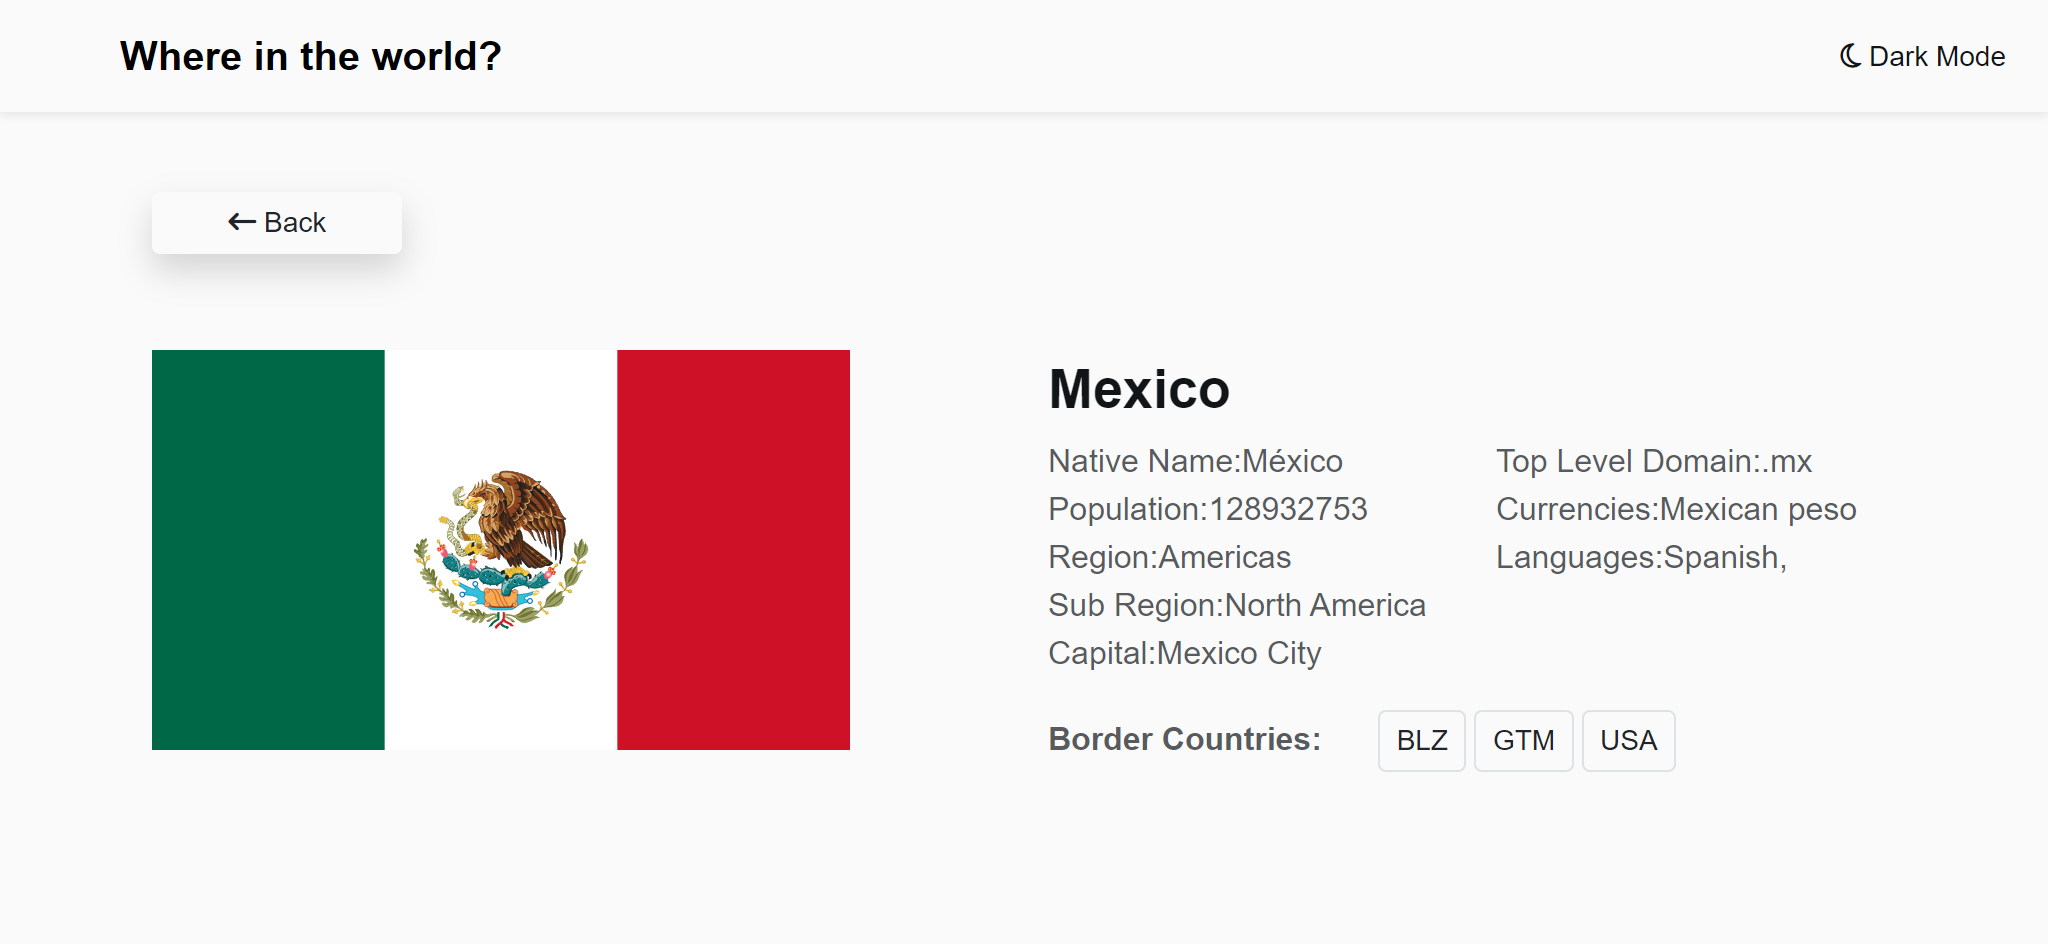 Where in the world?
Dark Mode
Back
Mexico
Native Name:México
Population:128932753
Region:Americas
Sub Region:North America
Capital:Mexico City
Top Level Domain:.mx
Currencies:Mexican peso
Languages:Spanish,
Border Countries: BLZ GTM USA